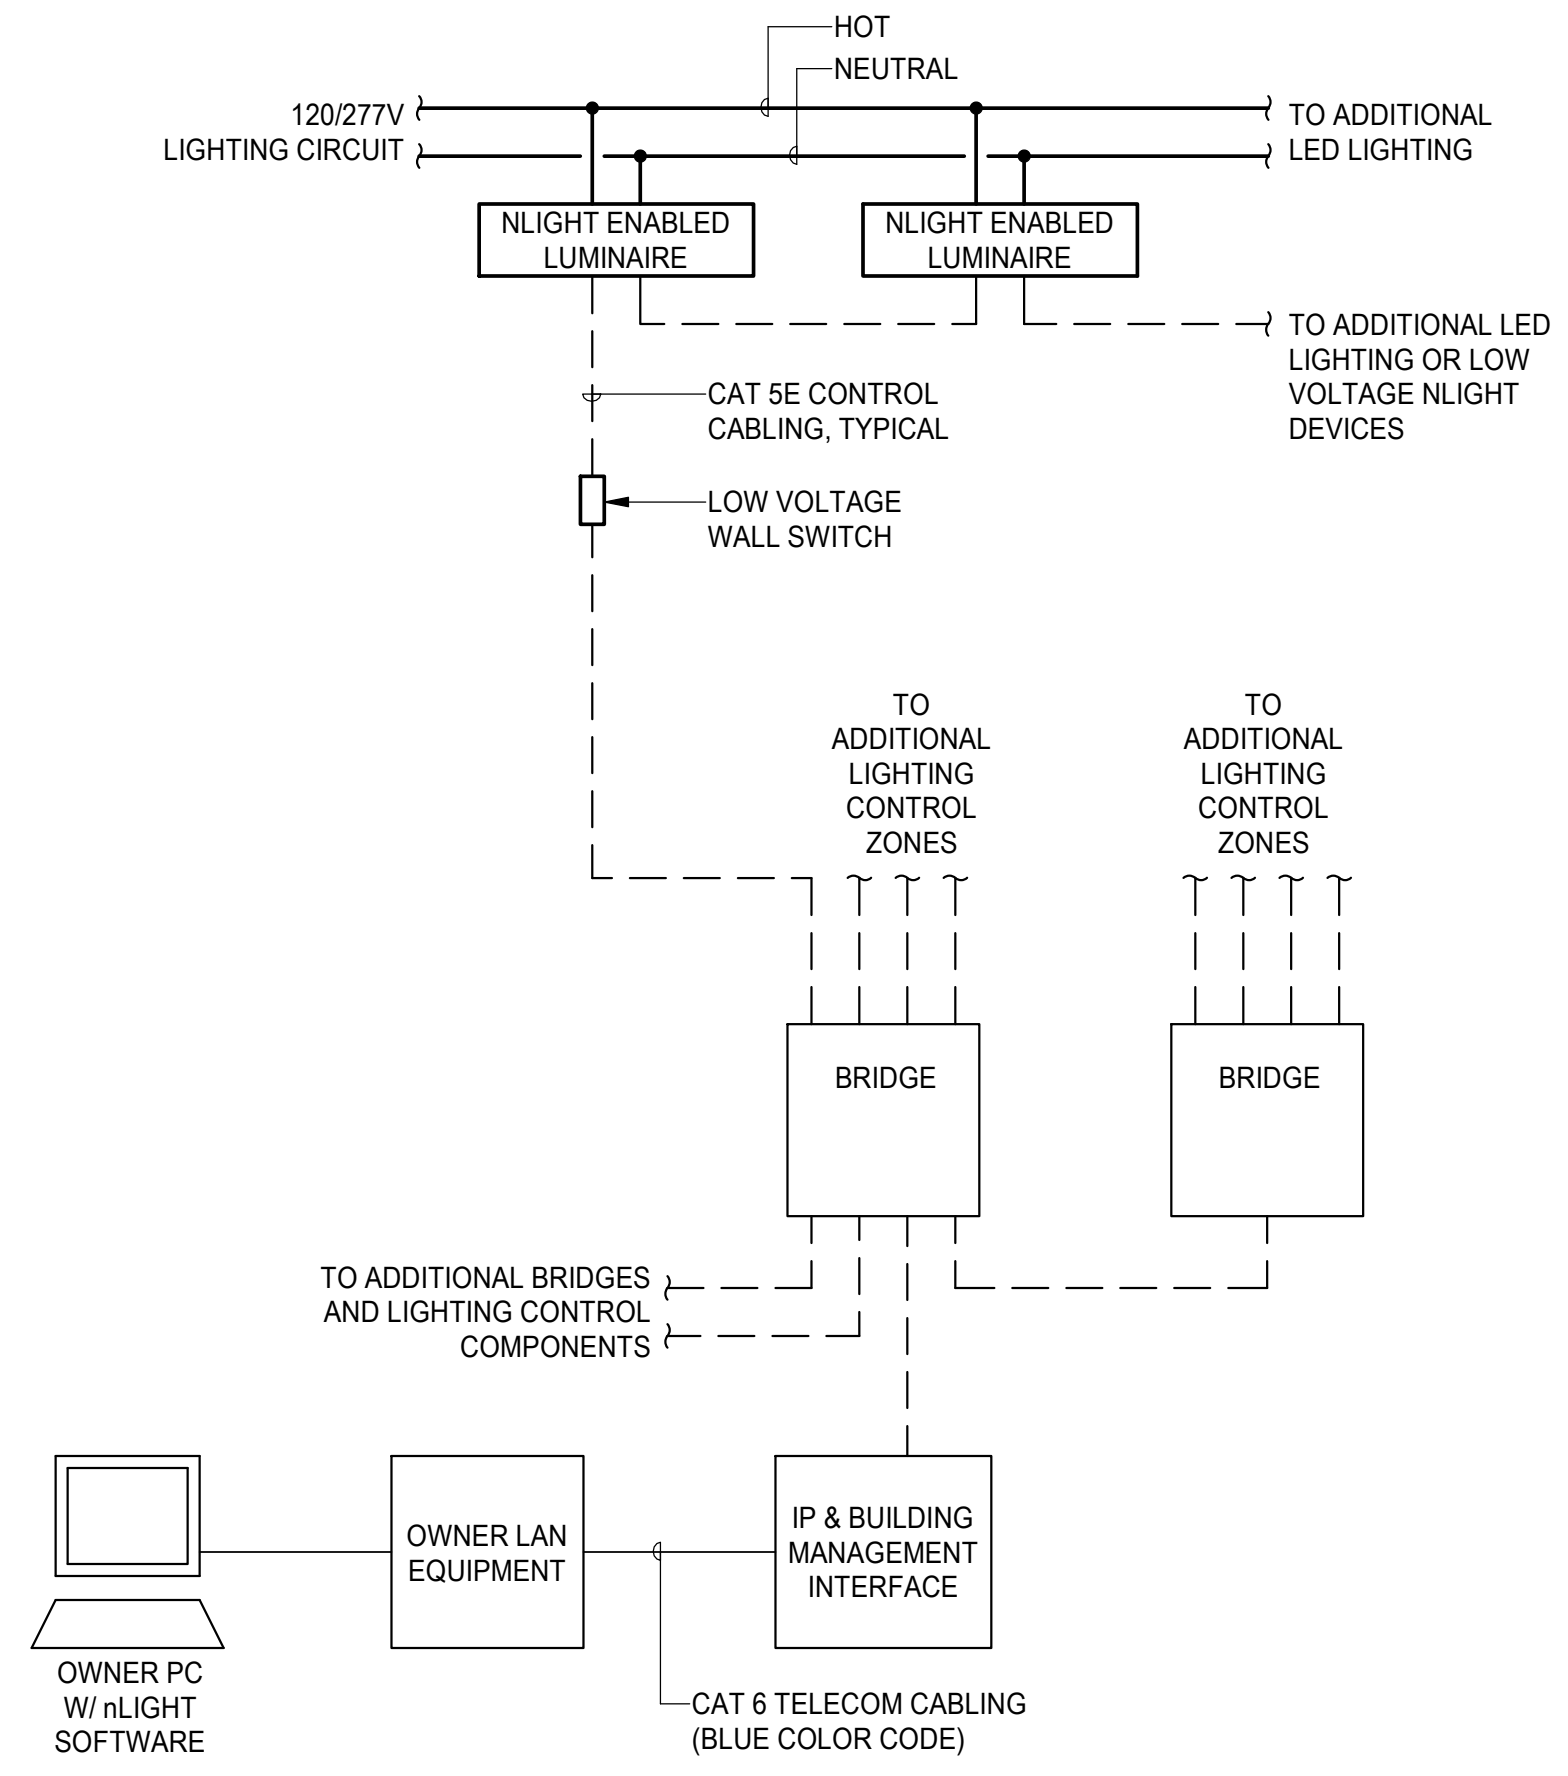 HOT
NEUTRAL
120/277V
LIGHTING CIRCUIT
TO ADDITIONAL
LED LIGHTING
NLIGHT ENABLED
LUMINAIRE
NLIGHT ENABLED
LUMINAIRE
TO ADDITIONAL LED
LIGHTING OR LOW
VOLTAGE NLIGHT
DEVICES
CAT 5E CONTROL
CABLING, TYPICAL
LOW VOLTAGE
WALL SWITCH
TO
ADDITIONAL
LIGHTING
CONTROL
ZONES
TO
ADDITIONAL
LIGHTING
CONTROL
ZONES
BRIDGE
BRIDGE
TO ADDITIONAL BRIDGES
AND LIGHTING CONTROL
COMPONENTS
OWNER LAN
EQUIPMENT
IP & BUILDING
MANAGEMENT
INTERFACE
OWNER PC
W/ nLIGHT
SOFTWARE
CAT 6 TELECOM CABLING
(BLUE COLOR CODE)